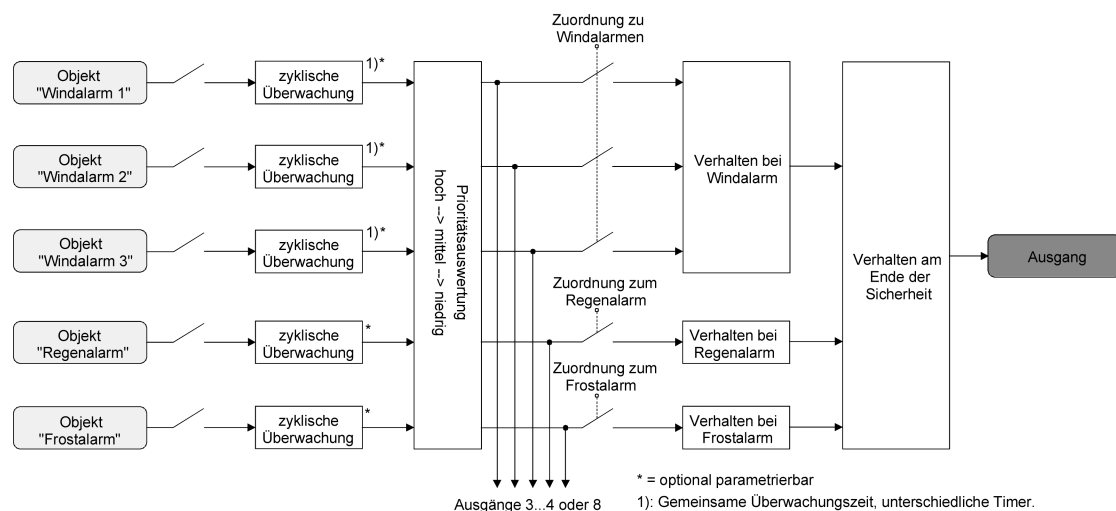 Zuordnung zu
Windalarmen
Objekt
"Windalarm 1"
zyklische
Überwachung
1)*
Objekt
"Windalarm 2"
zyklische
Überwachung
1)*
Verhalten bei
Windalarm
Objekt
"Windalarm 3"
zyklische
Überwachung
1)*
Prioritätsauswertung
hoch --> mittel --> niedrig
Verhalten am
Ende der
Sicherheit
Ausgang
Zuordnung zum
Regenalarm
Objekt
"Regenalarm"
zyklische
Überwachung
*
Verhalten bei
Regenalarm
Zuordnung zum
Frostalarm
Objekt
"Frostalarm"
zyklische
Überwachung
*
Verhalten bei
Frostalarm
* = optional parametrierbar
Ausgänge 3...4 oder 8
1): Gemeinsame Überwachungszeit, unterschiedliche Timer.